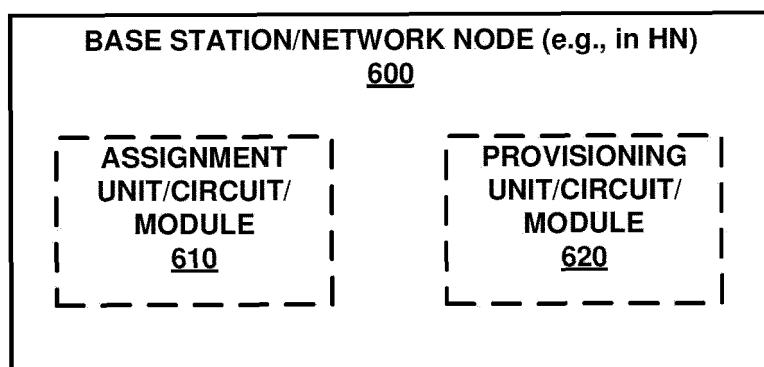 BASE STATION/NETWORK NODE (e.g., in HN)
600
ASSIGNMENT
UNIT/CIRCUIT/
MODULE
610
PROVISIONING
UNIT/CIRCUIT/
MODULE
620